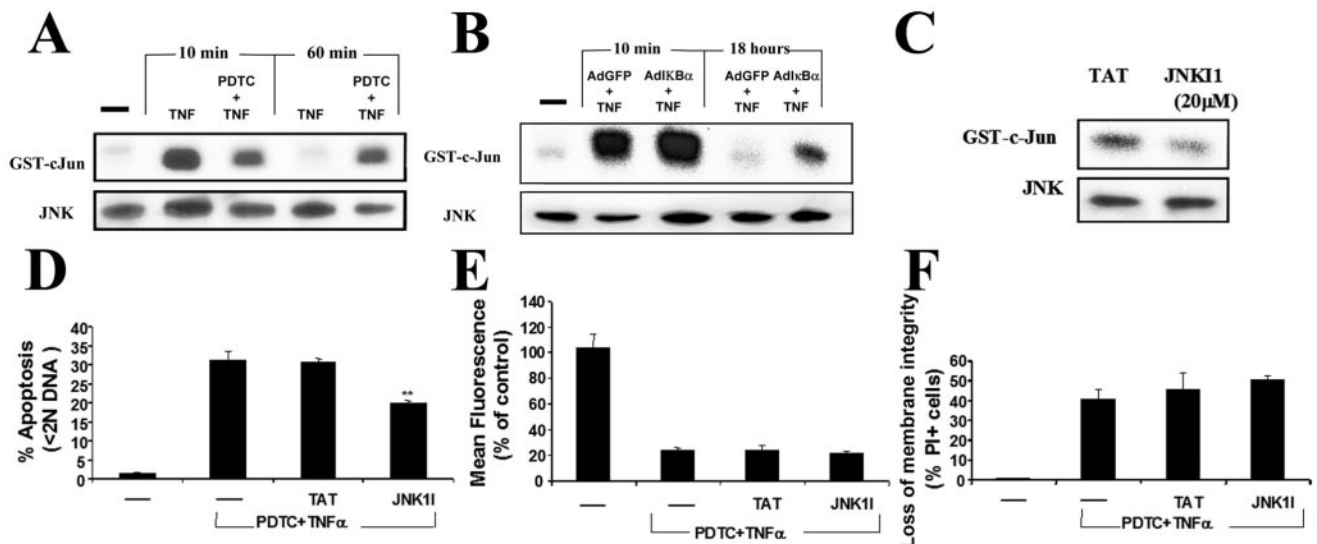 A
10 min
60 min
TNF
PDTC
+
TNF
TNF
PDTC
+
TNF
GST-cJun
JNK
B
10 min
18 hours
AdGFP
+
TNF
AdIKBα
+
TNF
AdGFP
+
TNF
AdIκBα
+
TNF
GST-c-Jun
JNK
C
TAT
JNKI1
(20µM)
GST-c-Jun
JNK
D
% Apoptosis
(<2N DNA )
40
35
30
25
20
15
10
5
0
**
—
—
TAT
JNK1I
PDTC+TNFα
E
Mean Fluorescence
(% of control)
140
120
100
80
60
40
20
0
—
—
TAT
JNK1I
PDTC+TNFα
F
Loss of membrane integrity
(% PI+ cells)
60
50
40
30
20
10
0
—
—
TAT
JNK1I
PDTC+TNFα